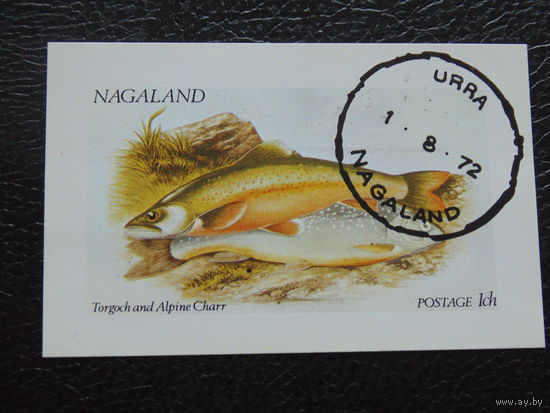 NAGALAND
URRA
1 . 8 . 72
NAGALAND
Torgoch and Alpine Charr
POSTAGE 1ch
www.ay.by